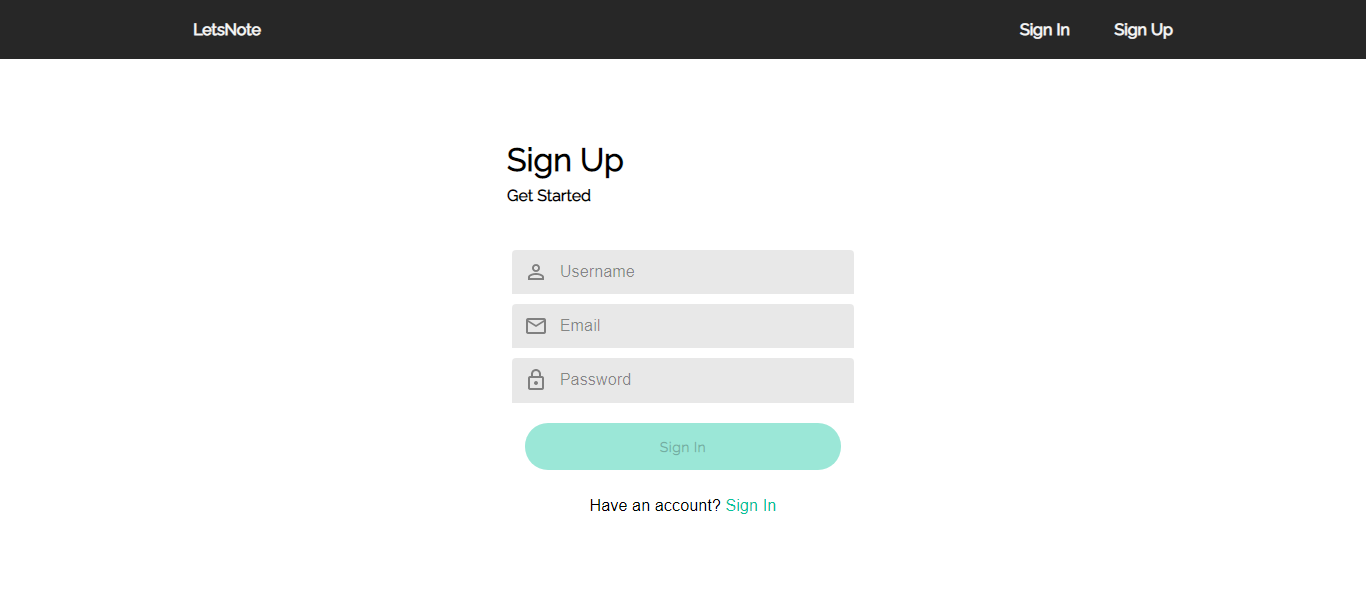 LetsNote Sign In Sign Up
Sign Up
Get Started
Username
Email
Password
Sign In
Have an account? Sign In